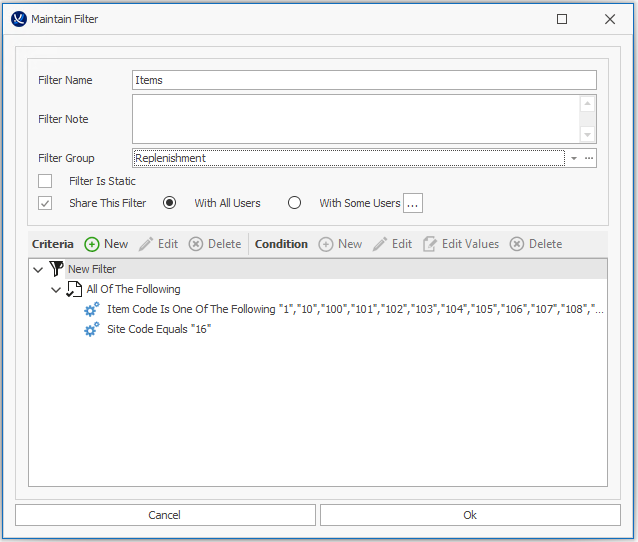 Maintain Filter
Filter Name Items
Filter Note
Filter Group Replenishment
Filter Is Static
Share This Filter With All Users With Some Users ...
Criteria New Edit Delete Condition New Edit Edit Values Delete
New Filter
All Of The Following
Item Code Is One Of The Following "1","10","100","101","102","103","104","105","106","107","108","...
Site Code Equals "16"
Cancel Ok